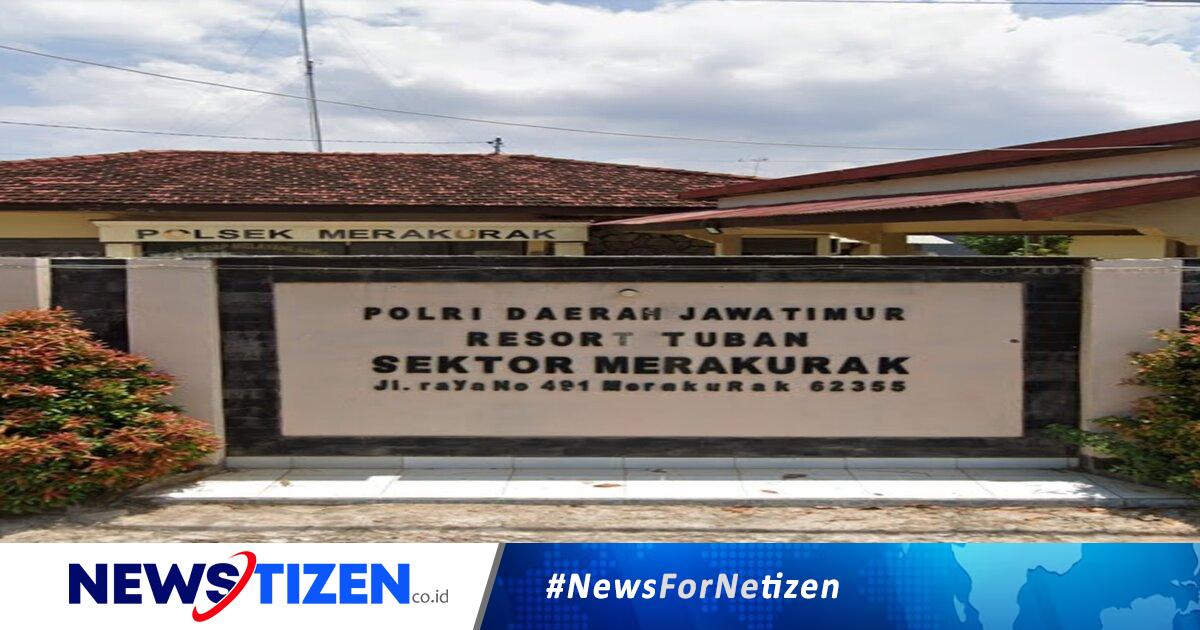 POLSEK MERAKURAK
POLRI DAERAH JAWATIMUR
RESORT TUBAN
SEKTOR MERAKURAK
Jl. raYa No 491 MerakuRak 62355
NEWSTIZEN.co.id
#NewsForNetizen